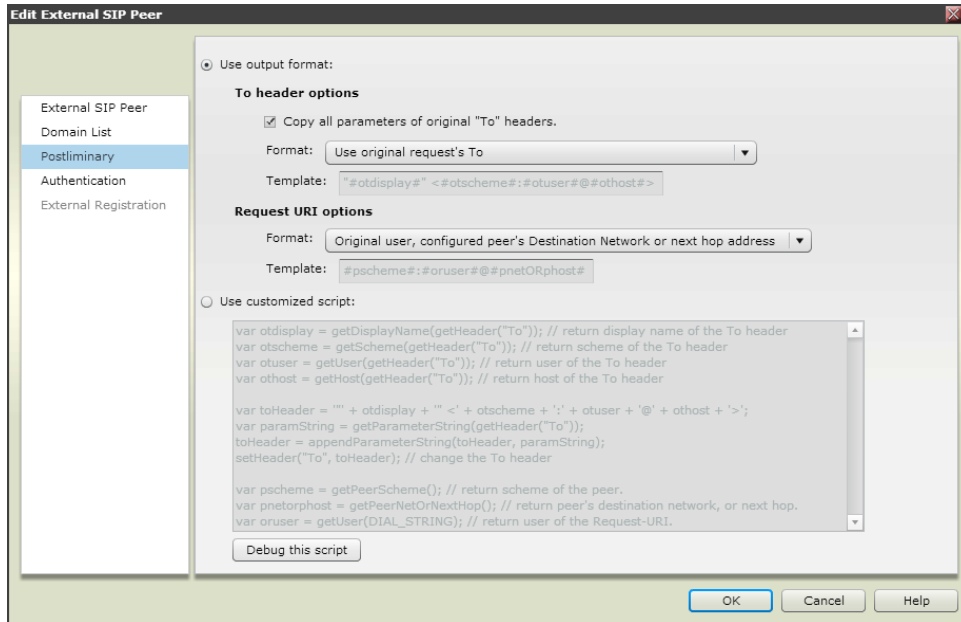 Edit External SIP Peer
External SIP Peer
Domain List
Postliminary
Authentication
External Registration
Use output format:
To header options
Copy all parameters of original "To" headers.
Format: Use original request's To
Template: "#otdisplay#" <#otscheme#:#otuser#@#othost#>
Request URI options
Format: Original user, configured peer's Destination Network or next hop address
Template: #pscheme#:#oruser#@#pnetORphost#
Use customized script:
var otdisplay = getDisplayName(getHeader("To")); // return display name of the To header
var otscheme = getScheme(getHeader("To")); // return scheme of the To header
var otuser = getUser(getHeader("To")); // return user of the To header
var othost = getHost(getHeader("To")); // return host of the To header
var toHeader = '"' + otdisplay + '" <' + otscheme + ':' + otuser + '@' + othost + '>';
var paramString = getParameterString(getHeader("To"));
toHeader = appendParameterString(toHeader, paramString);
setHeader("To", toHeader); // change the To header
var pscheme = getPeerScheme(); // return scheme of the peer.
var pnetorphost = getPeerNetOrNextHop(); // return peer's destination network, or next hop.
var oruser = getUser(DIAL_STRING); // return user of the Request-URI.
Debug this script
OK Cancel Help